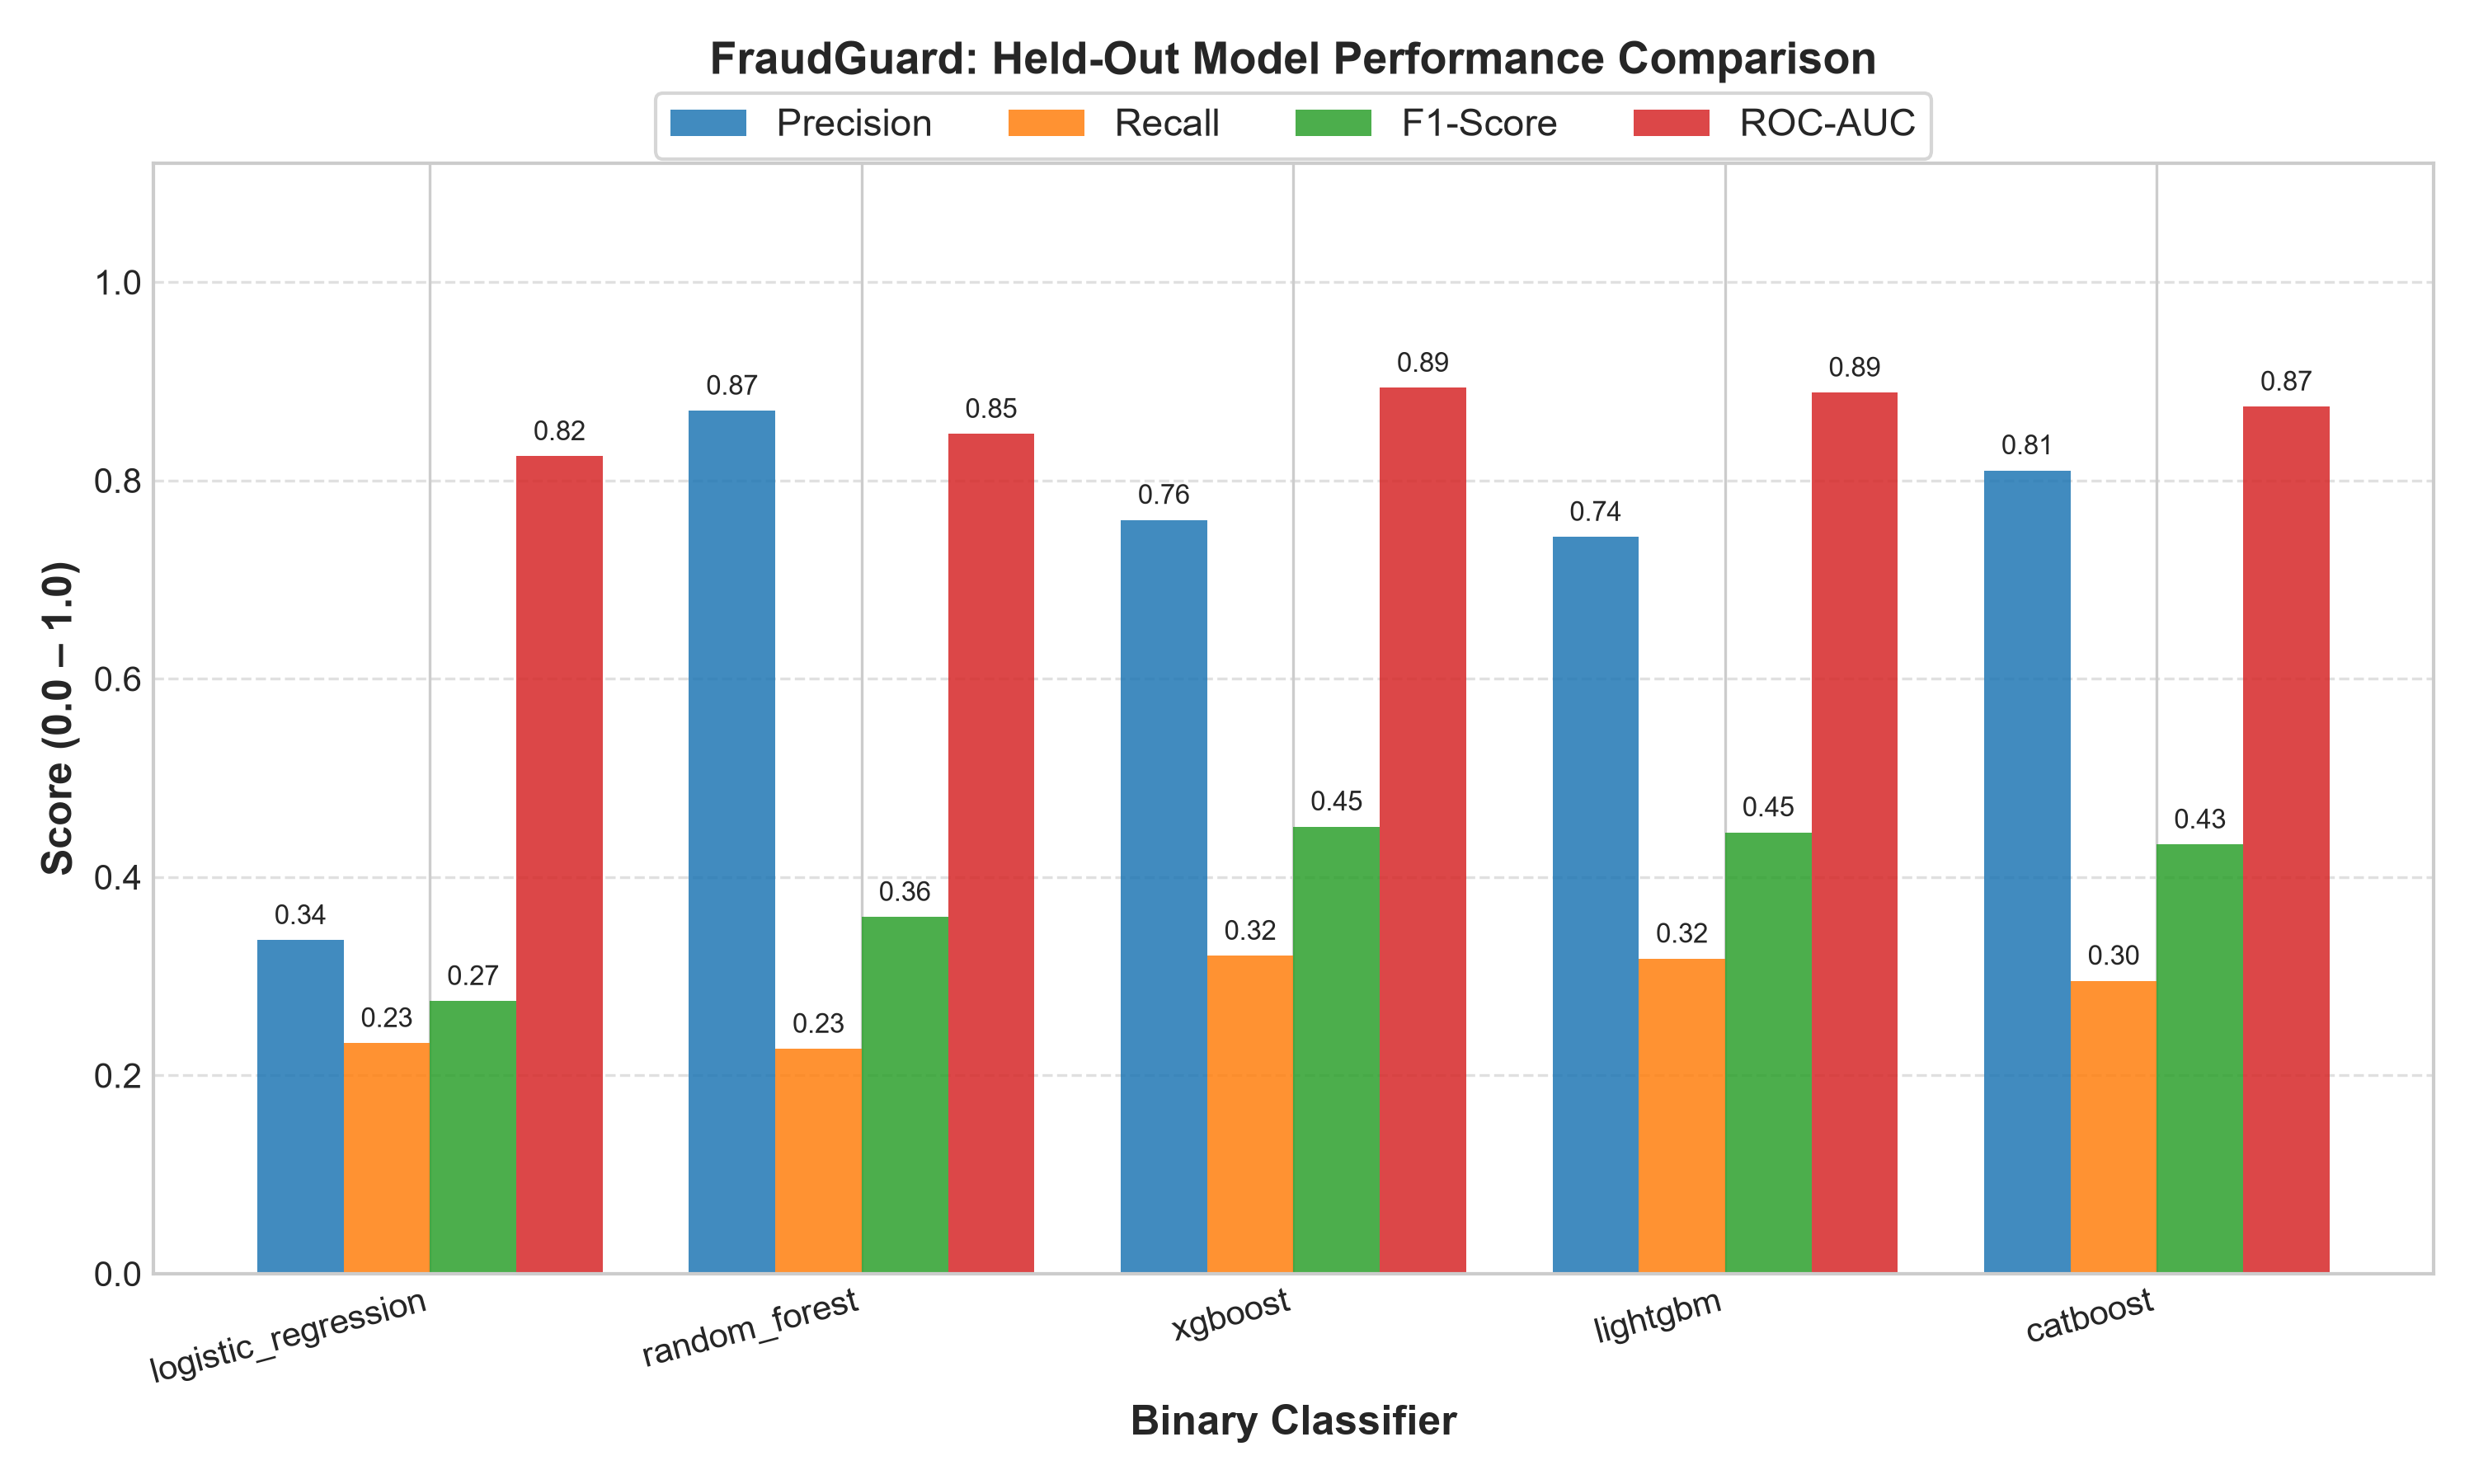 FraudGuard: Held-Out Model Performance Comparison
Precision Recall F1-Score ROC-AUC
Score (0.0 – 1.0)
1.0
0.8
0.6
0.4
0.2
0.0
0.34 0.23 0.27 0.82
0.87 0.23 0.36 0.85
0.76 0.32 0.45 0.89
0.74 0.32 0.45 0.89
0.81 0.30 0.43 0.87
logistic_regression random_forest xgboost lightgbm catboost
Binary Classifier